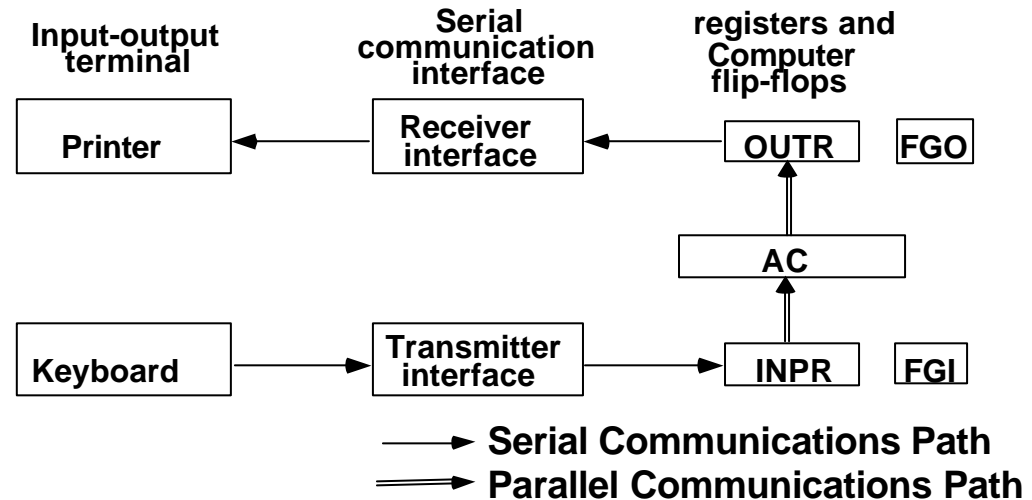 Input-output
terminal
Serial
communication
interface
registers and
Computer
flip-flops
Printer
Receiver
interface
OUTR
FGO
AC
Keyboard
Transmitter
interface
INPR
FGI
Serial Communications Path
Parallel Communications Path